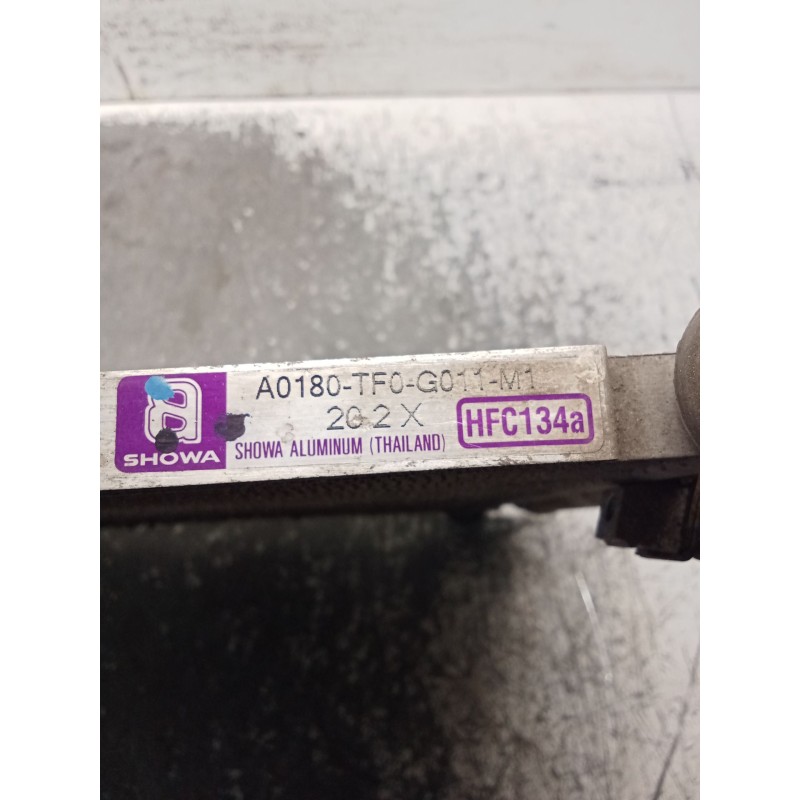 A0180-TF0-G011-M1
20 2 X
HFC134a
a
SHOWA
SHOWA ALUMINUM (THAILAND)